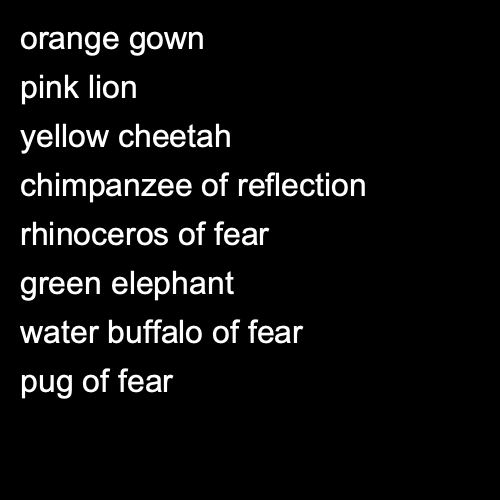 orange gown
pink lion
yellow cheetah
chimpanzee of reflection
rhinoceros of fear
green elephant
water buffalo of fear
pug of fear